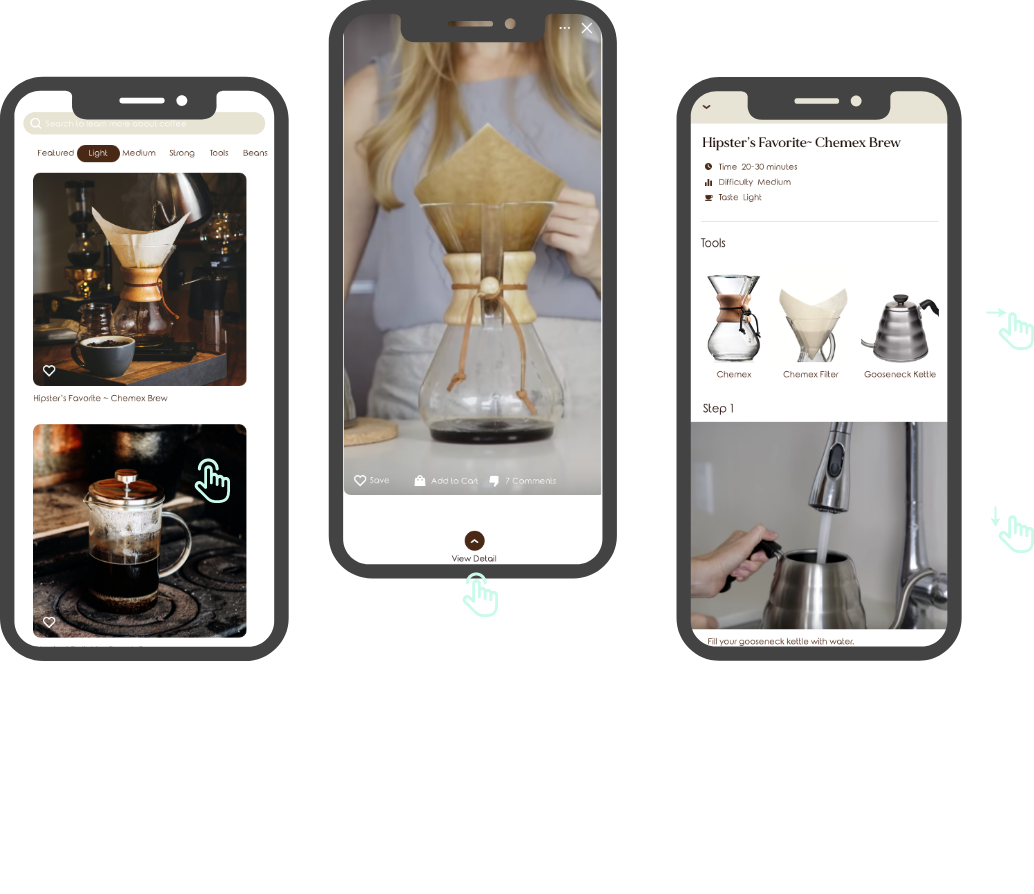 Search to learn more about coffee
Featured Light Medium Strong Tools Beans
Hipster's Favorite ~ Chemex Brew
Save Add to Cart 7 Comments
View Detail
Hipster's Favorite~ Chemex Brew
Time 20-30 minutes
Difficulty Medium
Taste Light
Tools
Chemex Chemex Filter Gooseneck Kettle
Step 1
Fill your gooseneck kettle with water.